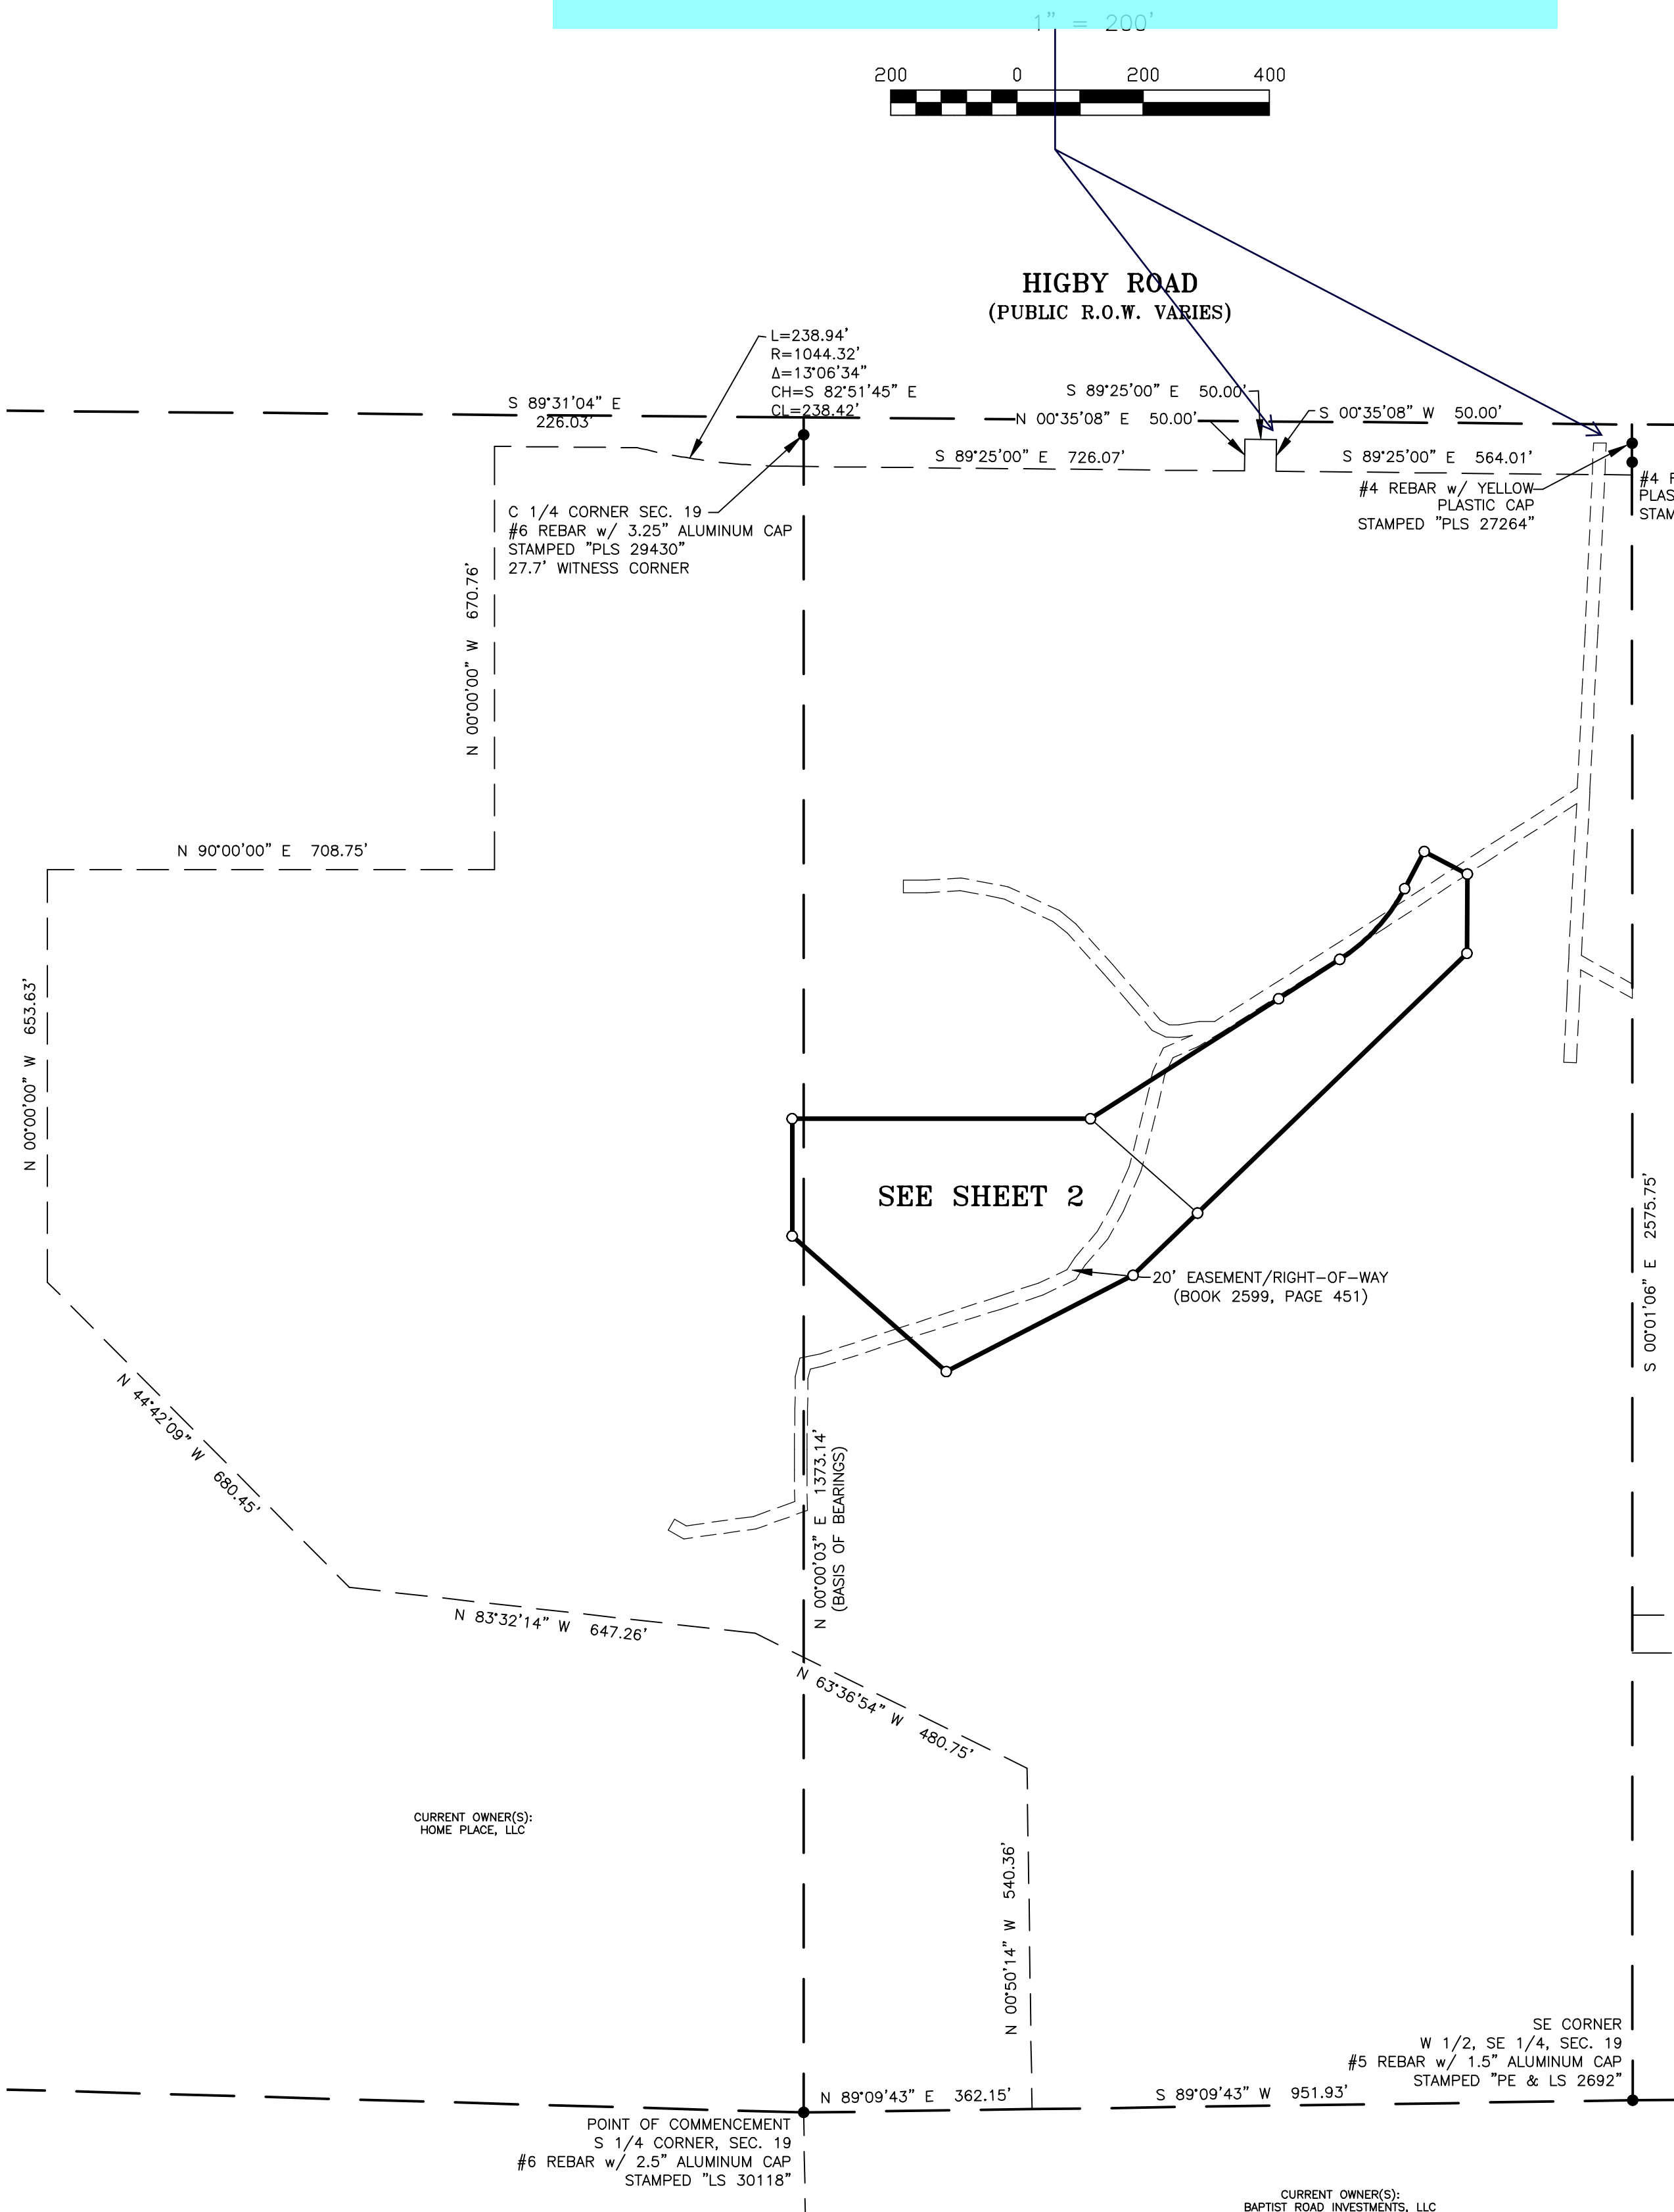 1" = 200'
200 0 200 400
HIGBY ROAD
(PUBLIC R.O.W. VARIES)
L=238.94'
R=1044.32'
Δ=13°06'34"
CH=S 82°51'45" E
CL=238.42'
S 89°31'04" E
226.03'
S 89°25'00" E 50.00'
N 00°35'08" E 50.00'
S 00°35'08" W 50.00'
S 89°25'00" E 726.07'
S 89°25'00" E 564.01'
#4 REBAR w/ YELLOW
PLASTIC CAP
STAMPED "PLS 27264"
C 1/4 CORNER SEC. 19
#6 REBAR w/ 3.25" ALUMINUM CAP
STAMPED "PLS 29430"
27.7' WITNESS CORNER
N 00°00'00" W 670.76'
N 90°00'00" E 708.75'
N 00°00'00" W 653.63'
SEE SHEET 2
20' EASEMENT/RIGHT-OF-WAY
(BOOK 2599, PAGE 451)
S 00°01'06" E 2575.75'
N 44°42'09" W 680.45'
N 00°00'03" E 1373.14'
(BASIS OF BEARINGS)
N 83°32'14" W 647.26'
N 63°36'54" W 480.75'
CURRENT OWNER(S):
HOME PLACE, LLC
N 00°50'14" W 540.36'
SE CORNER
W 1/2, SE 1/4, SEC. 19
#5 REBAR w/ 1.5" ALUMINUM CAP
STAMPED "PE & LS 2692"
N 89°09'43" E 362.15'
S 89°09'43" W 951.93'
POINT OF COMMENCEMENT
S 1/4 CORNER, SEC. 19
#6 REBAR w/ 2.5" ALUMINUM CAP
STAMPED "LS 30118"
CURRENT OWNER(S):
BAPTIST ROAD INVESTMENTS, LLC